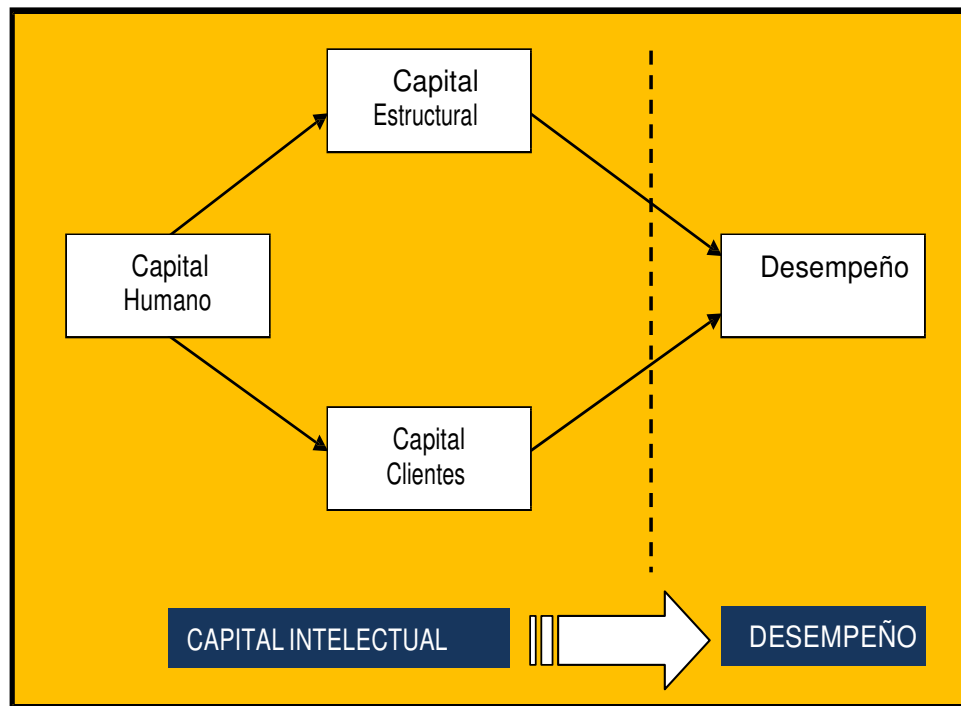 Capital
Estructural
Capital
Humano
Desempeño
Capital
Clientes
CAPITAL INTELECTUAL
DESEMPEÑO